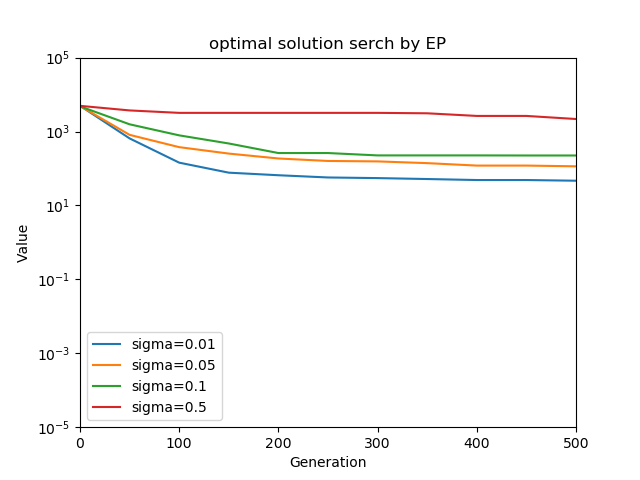 optimal solution serch by EP
10^5
10^3
10^1
10^−1
10^−3
10^−5
Value
sigma=0.01
sigma=0.05
sigma=0.1
sigma=0.5
0 100 200 300 400 500
Generation